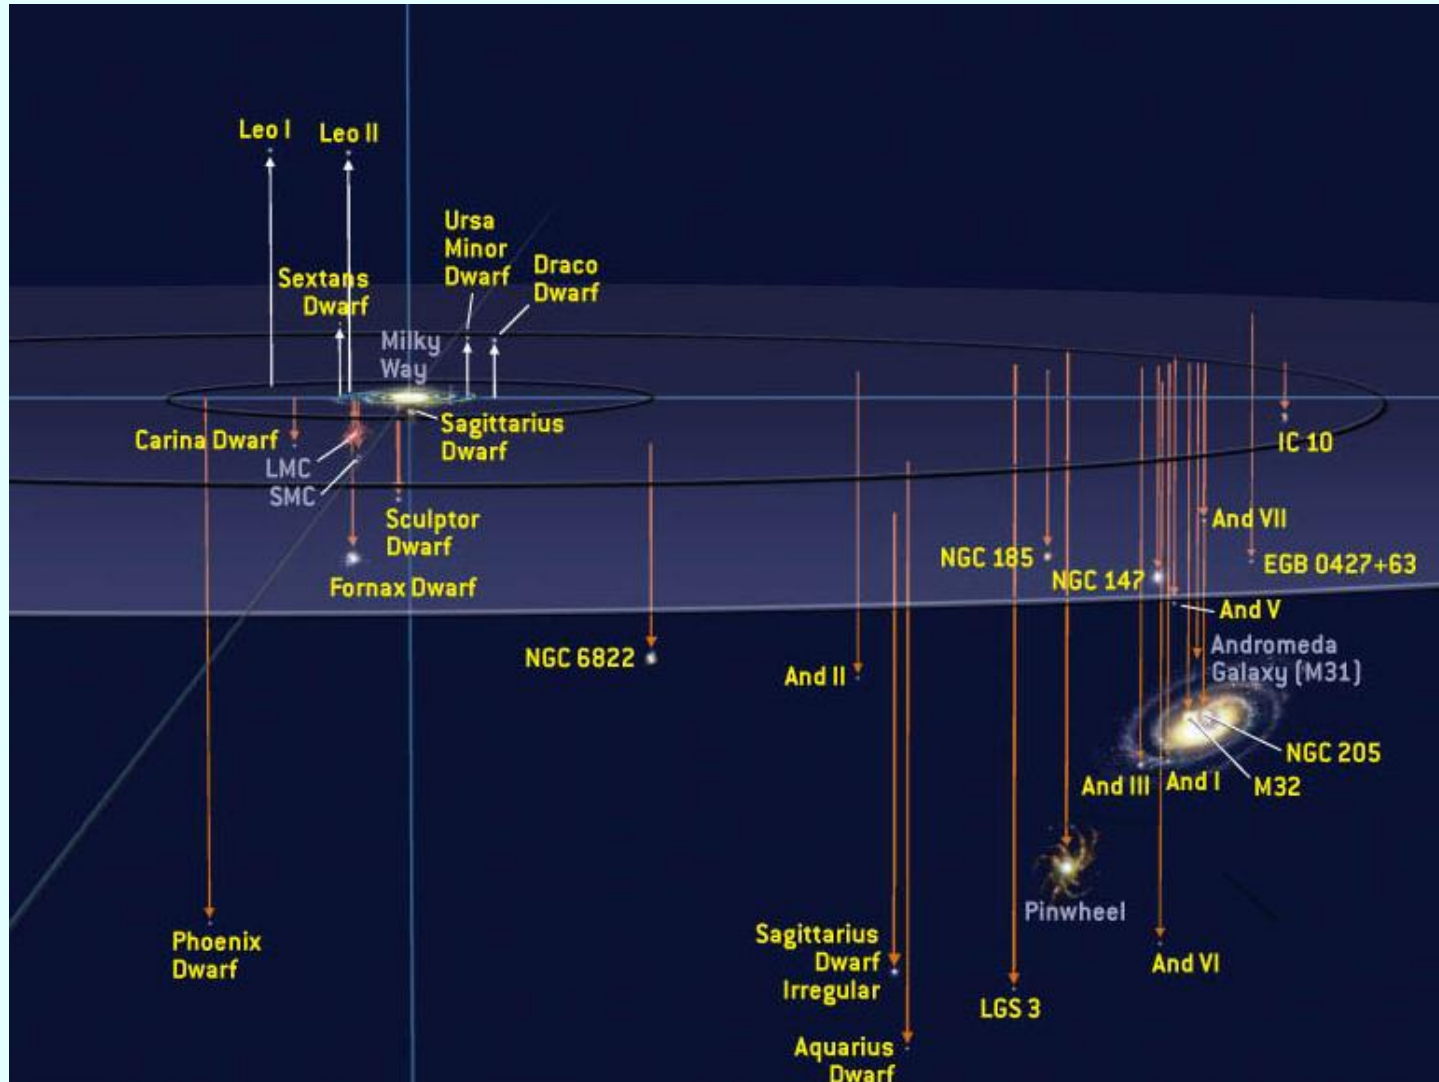 Leo I
Leo II
Ursa
Minor
Dwarf
Draco
Dwarf
Sextans
Dwarf
Milky
Way
Carina Dwarf
LMC
SMC
Sagittarius
Dwarf
Sculptor
Dwarf
Fornax Dwarf
IC 10
And VII
NGC 185
NGC 147
EGB 0427+63
And V
NGC 6822
And II
Andromeda
Galaxy (M31)
NGC 205
M32
And III
And I
Pinwheel
Phoenix
Dwarf
Sagittarius
Dwarf
Irregular
And VI
LGS 3
Aquarius
Dwarf